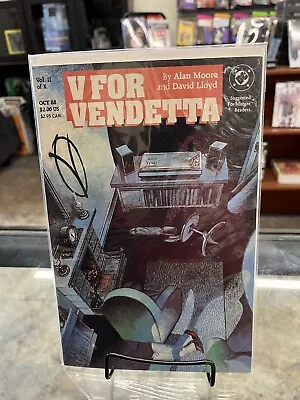 Vol. II
of X
OCT 88
$2.00 US
$2.65 CAN.
V FOR
VENDETTA
By Alan Moore
and David Lloyd
DC
Suggested
For Mature
Readers